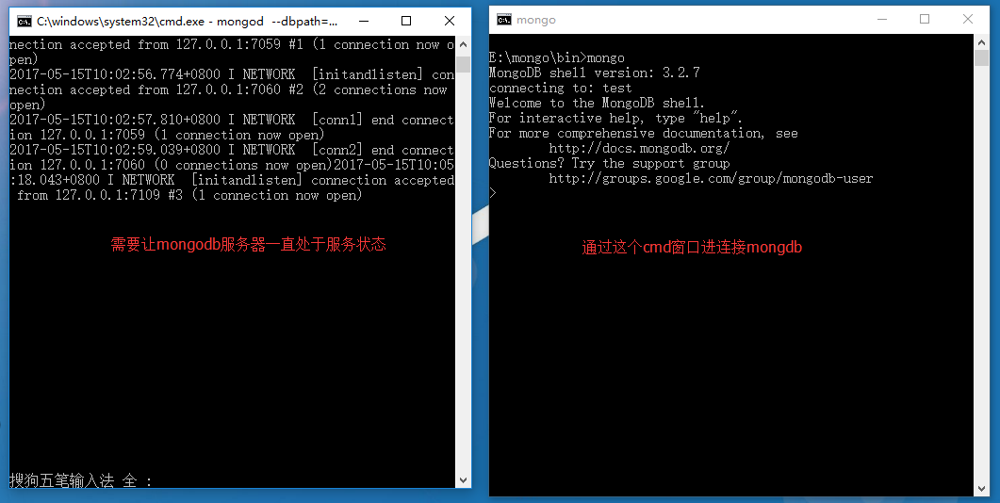 C:\windows\system32\cmd.exe - mongod  --dbpath=...
nection accepted from 127.0.0.1:7059 #1 (1 connection now o
pen)
2017-05-15T10:02:56.774+0800 I NETWORK  [initandlisten] con
nection accepted from 127.0.0.1:7060 #2 (2 connections now
open)
2017-05-15T10:02:57.810+0800 I NETWORK  [conn1] end connect
ion 127.0.0.1:7059 (1 connection now open)
2017-05-15T10:02:59.039+0800 I NETWORK  [conn2] end connect
ion 127.0.0.1:7060 (0 connections now open)2017-05-15T10:05
:18.043+0800 I NETWORK  [initandlisten] connection accepted
 from 127.0.0.1:7109 #3 (1 connection now open)
需要让mongodb服务器一直处于服务状态
搜狗五笔输入法 全 :
mongo
E:\mongo\bin>mongo
MongoDB shell version: 3.2.7
connecting to: test
Welcome to the MongoDB shell.
For interactive help, type "help".
For more comprehensive documentation, see
        http://docs.mongodb.org/
Questions? Try the support group
        http://groups.google.com/group/mongodb-user
>
通过这个cmd窗口进连接mongdb